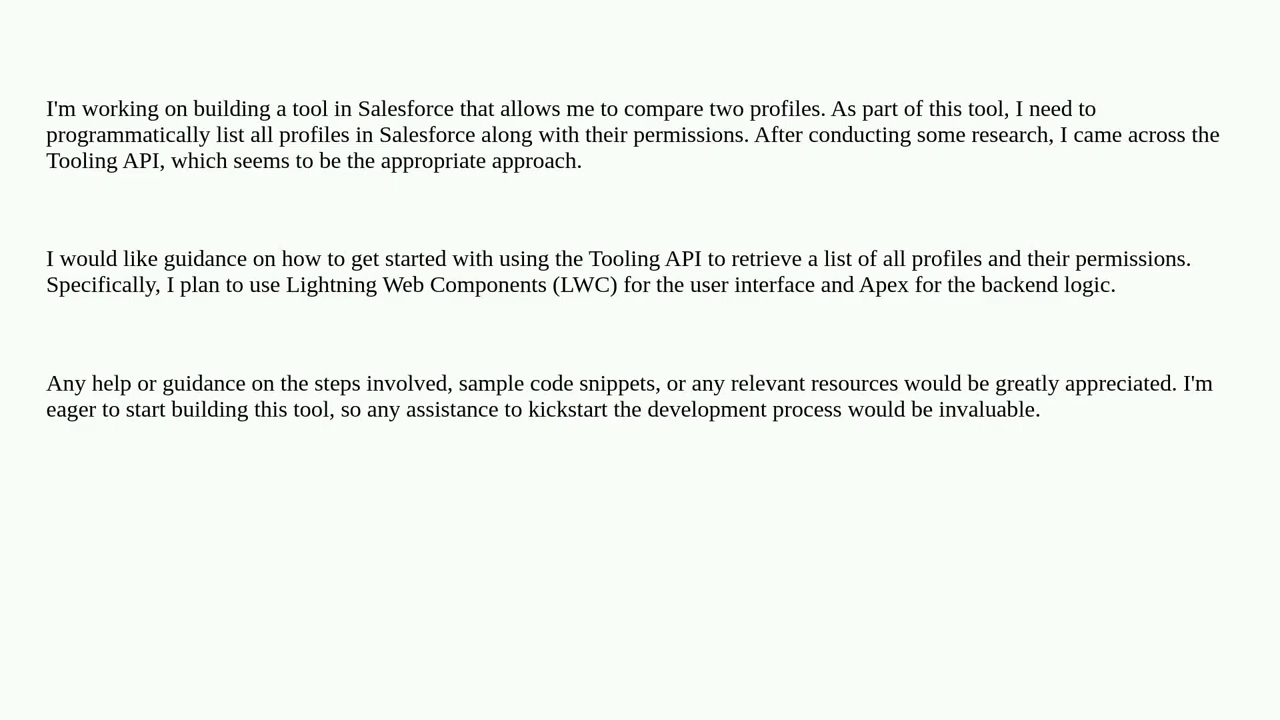 I'm working on building a tool in Salesforce that allows me to compare two profiles. As part of this tool, I need to
programmatically list all profiles in Salesforce along with their permissions. After conducting some research, I came across the
Tooling API, which seems to be the appropriate approach.
I would like guidance on how to get started with using the Tooling API to retrieve a list of all profiles and their permissions.
Specifically, I plan to use Lightning Web Components (LWC) for the user interface and Apex for the backend logic.
Any help or guidance on the steps involved, sample code snippets, or any relevant resources would be greatly appreciated. I'm
eager to start building this tool, so any assistance to kickstart the development process would be invaluable.